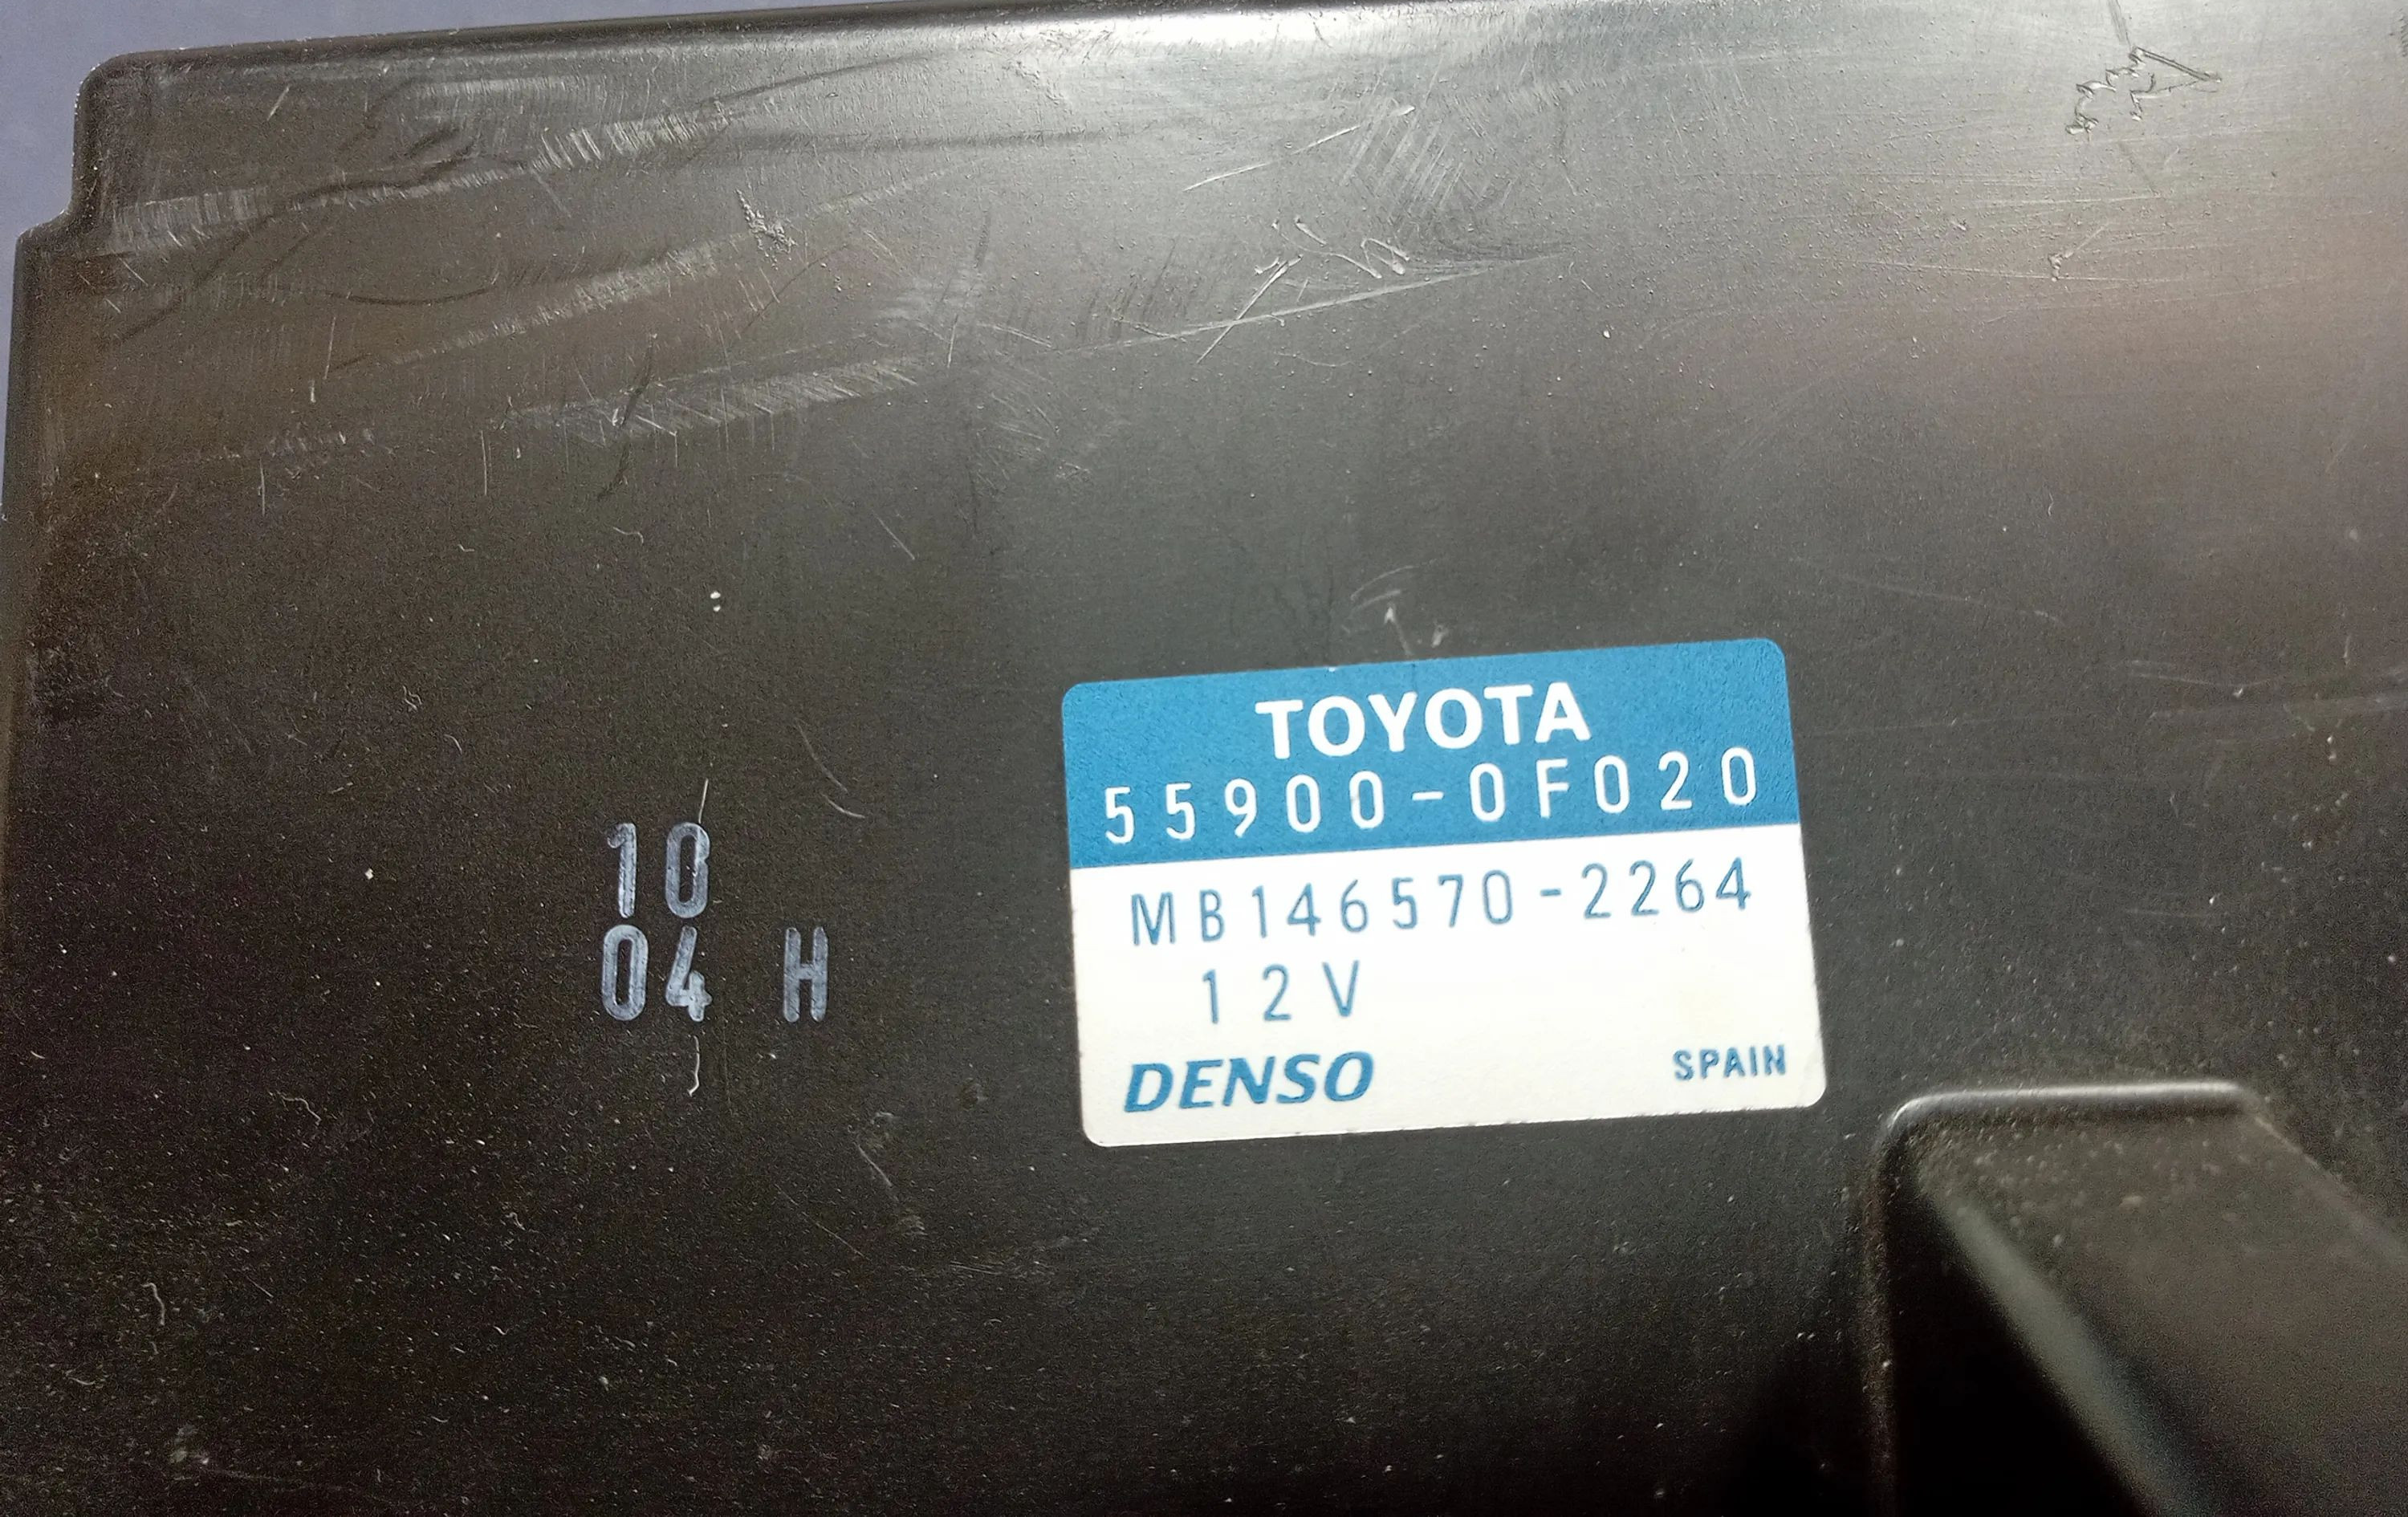 10
04 H
TOYOTA
55900-0F020
MB146570-2264
12V
DENSO SPAIN